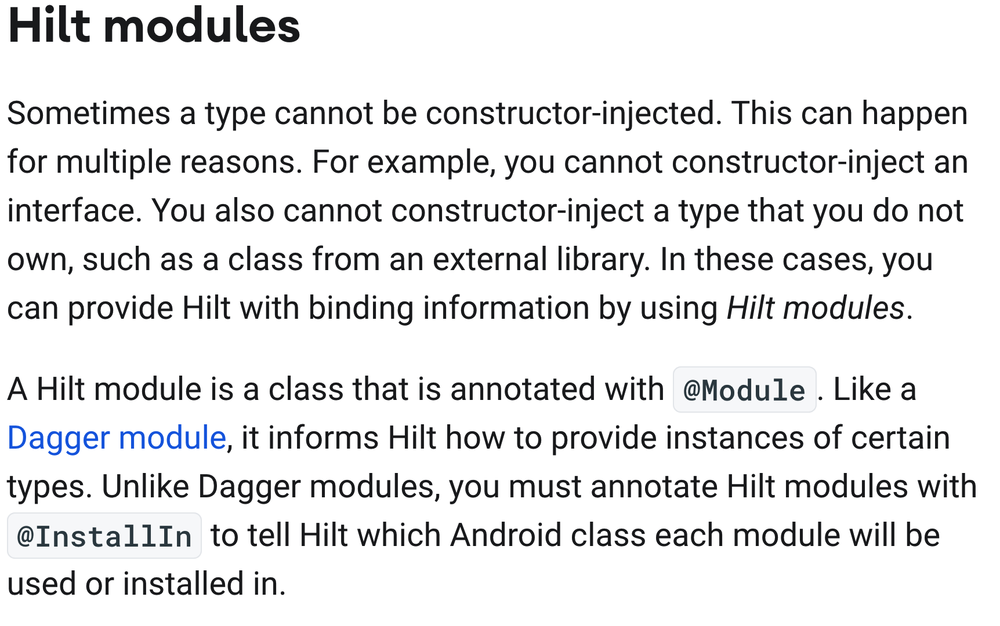 Hilt modules
Sometimes a type cannot be constructor-injected. This can happen
for multiple reasons. For example, you cannot constructor-inject an
interface. You also cannot constructor-inject a type that you do not
own, such as a class from an external library. In these cases, you
can provide Hilt with binding information by using Hilt modules.
A Hilt module is a class that is annotated with @Module. Like a
Dagger module, it informs Hilt how to provide instances of certain
types. Unlike Dagger modules, you must annotate Hilt modules with
@InstallIn to tell Hilt which Android class each module will be
used or installed in.